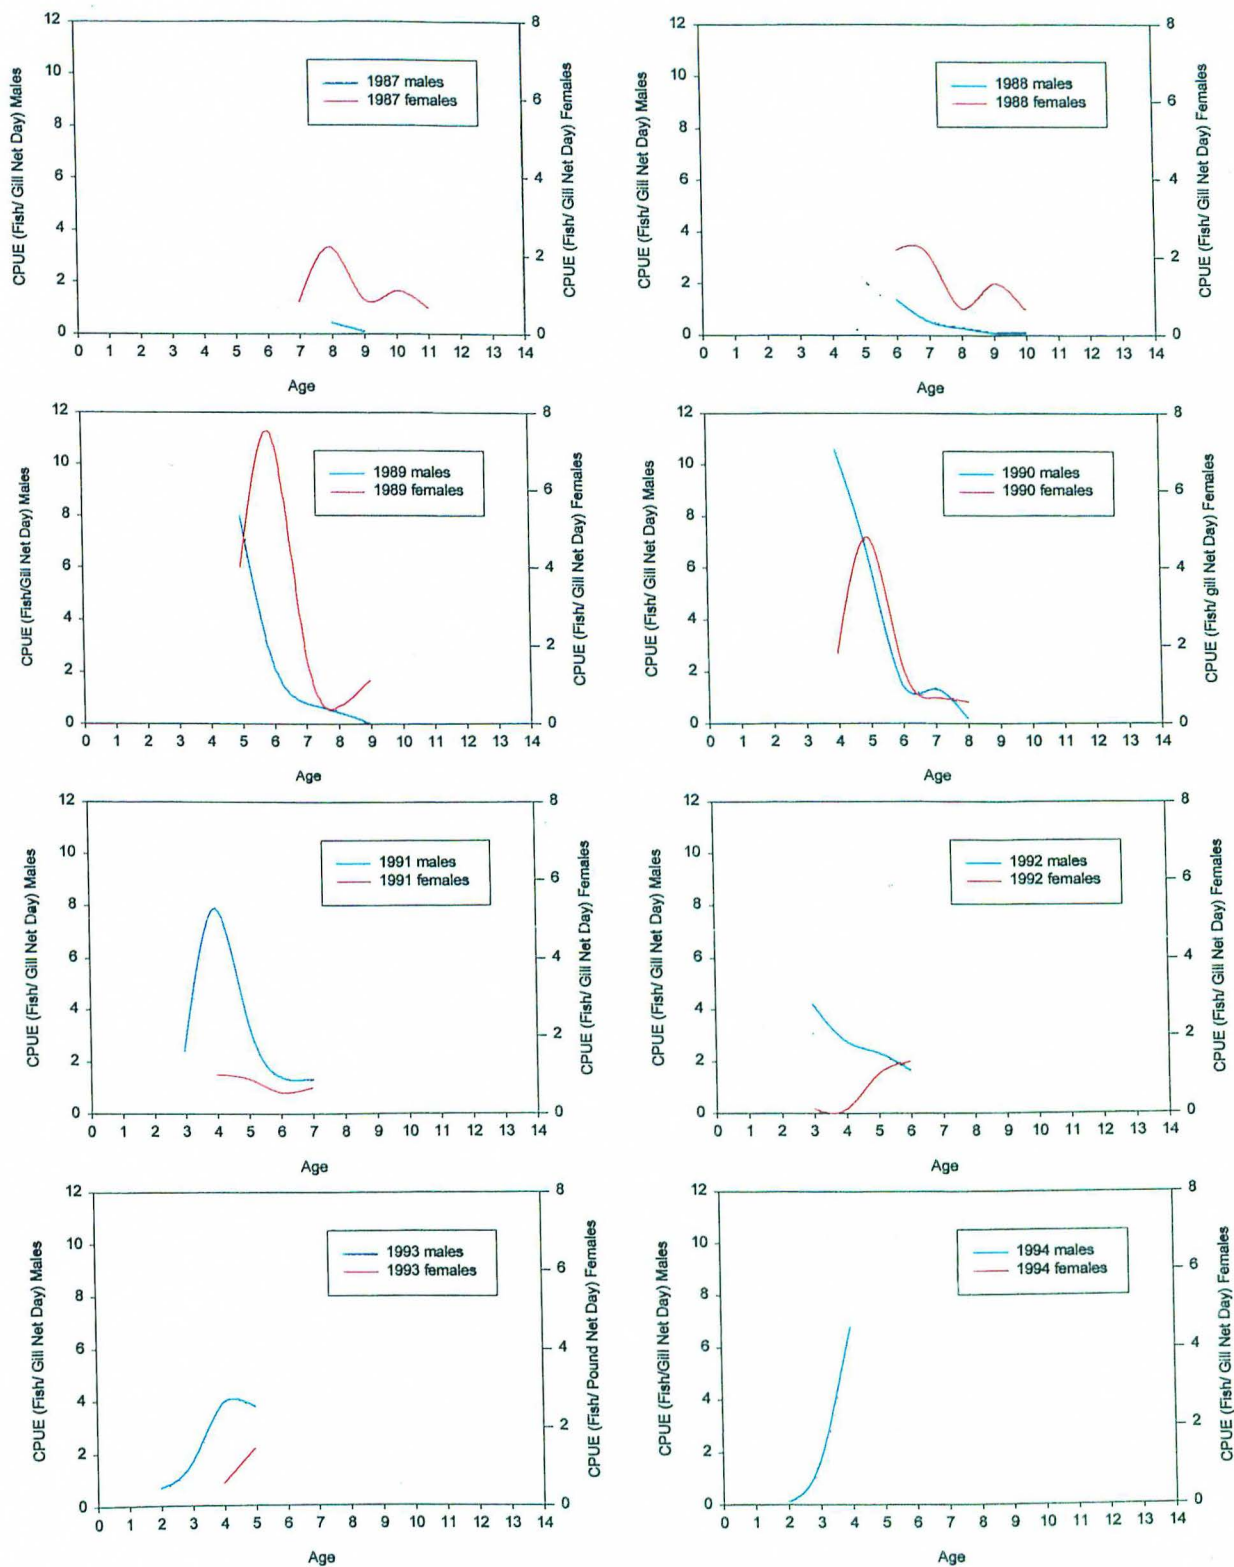 12
10
8
6
4
2
0
8
6
4
2
0
CPUE (Fish/ Gill Net Day) Males
CPUE (Fish/ Gill Net Day) Females
1987 males
1987 females
0 1 2 3 4 5 6 7 8 9 10 11 12 13 14
Age
12
10
8
6
4
2
0
8
6
4
2
0
CPUE (Fish/ Gill Net Day) Males
CPUE (Fish/ Gill Net Day) Females
1988 males
1988 females
0 1 2 3 4 5 6 7 8 9 10 11 12 13 14
Age
12
10
8
6
4
2
0
8
6
4
2
0
CPUE (Fish/Gill Net Day) Males
CPUE (Fish/ Gill Net Day) Females
1989 males
1989 females
0 1 2 3 4 5 6 7 8 9 10 11 12 13 14
Age
12
10
8
6
4
2
0
8
6
4
2
0
CPUE (Fish/ Gill Net Day) Males
CPUE (Fish/ gill Net Day) Females
1990 males
1990 females
0 1 2 3 4 5 6 7 8 9 10 11 12 13 14
Age
12
10
8
6
4
2
0
8
6
4
2
0
CPUE (Fish/ Gill Net Day) Males
CPUE (Fish/ Gill Net Day) Females
1991 males
1991 females
0 1 2 3 4 5 6 7 8 9 10 11 12 13 14
Age
12
10
8
6
4
2
0
8
6
4
2
0
CPUE (Fish/ Gill Net Day) Males
CPUE (Fish/ Gill Net Day) Females
1992 males
1992 females
0 1 2 3 4 5 6 7 8 9 10 11 12 13 14
Age
12
10
8
6
4
2
0
8
6
4
2
0
CPUE (Fish/ Gill Net Day) Males
CPUE (Fish/ Pound Net Day) Females
1993 males
1993 females
0 1 2 3 4 5 6 7 8 9 10 11 12 13 14
Age
12
10
8
6
4
2
0
8
6
4
2
0
CPUE (Fish/Gill Net Day) Males
CPUE (Fish/ Gill Net Day) Females
1994 males
1994 females
0 1 2 3 4 5 6 7 8 9 10 11 12 13 14
Age